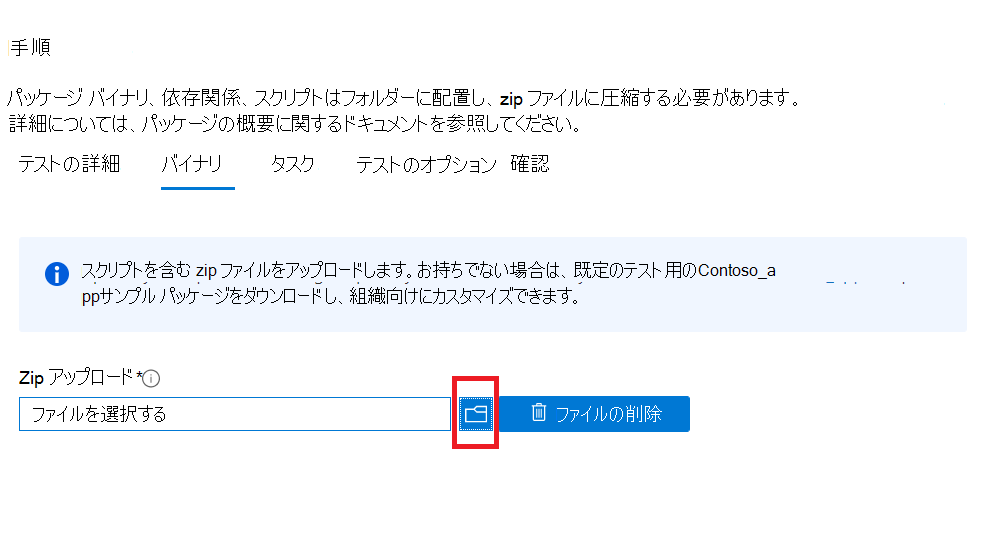 手順
パッケージ バイナリ、依存関係、スクリプトはフォルダーに配置し、zip ファイルに圧縮する必要があります。
詳細については、パッケージの概要に関するドキュメントを参照してください。
テストの詳細 バイナリ タスク テストのオプション 確認
スクリプトを含む zip ファイルをアップロードします。お持ちでない場合は、既定のテスト用のContoso_a
ppサンプル パッケージをダウンロードし、組織向けにカスタマイズできます。
Zip アップロード *
ファイルを選択する ファイルの削除